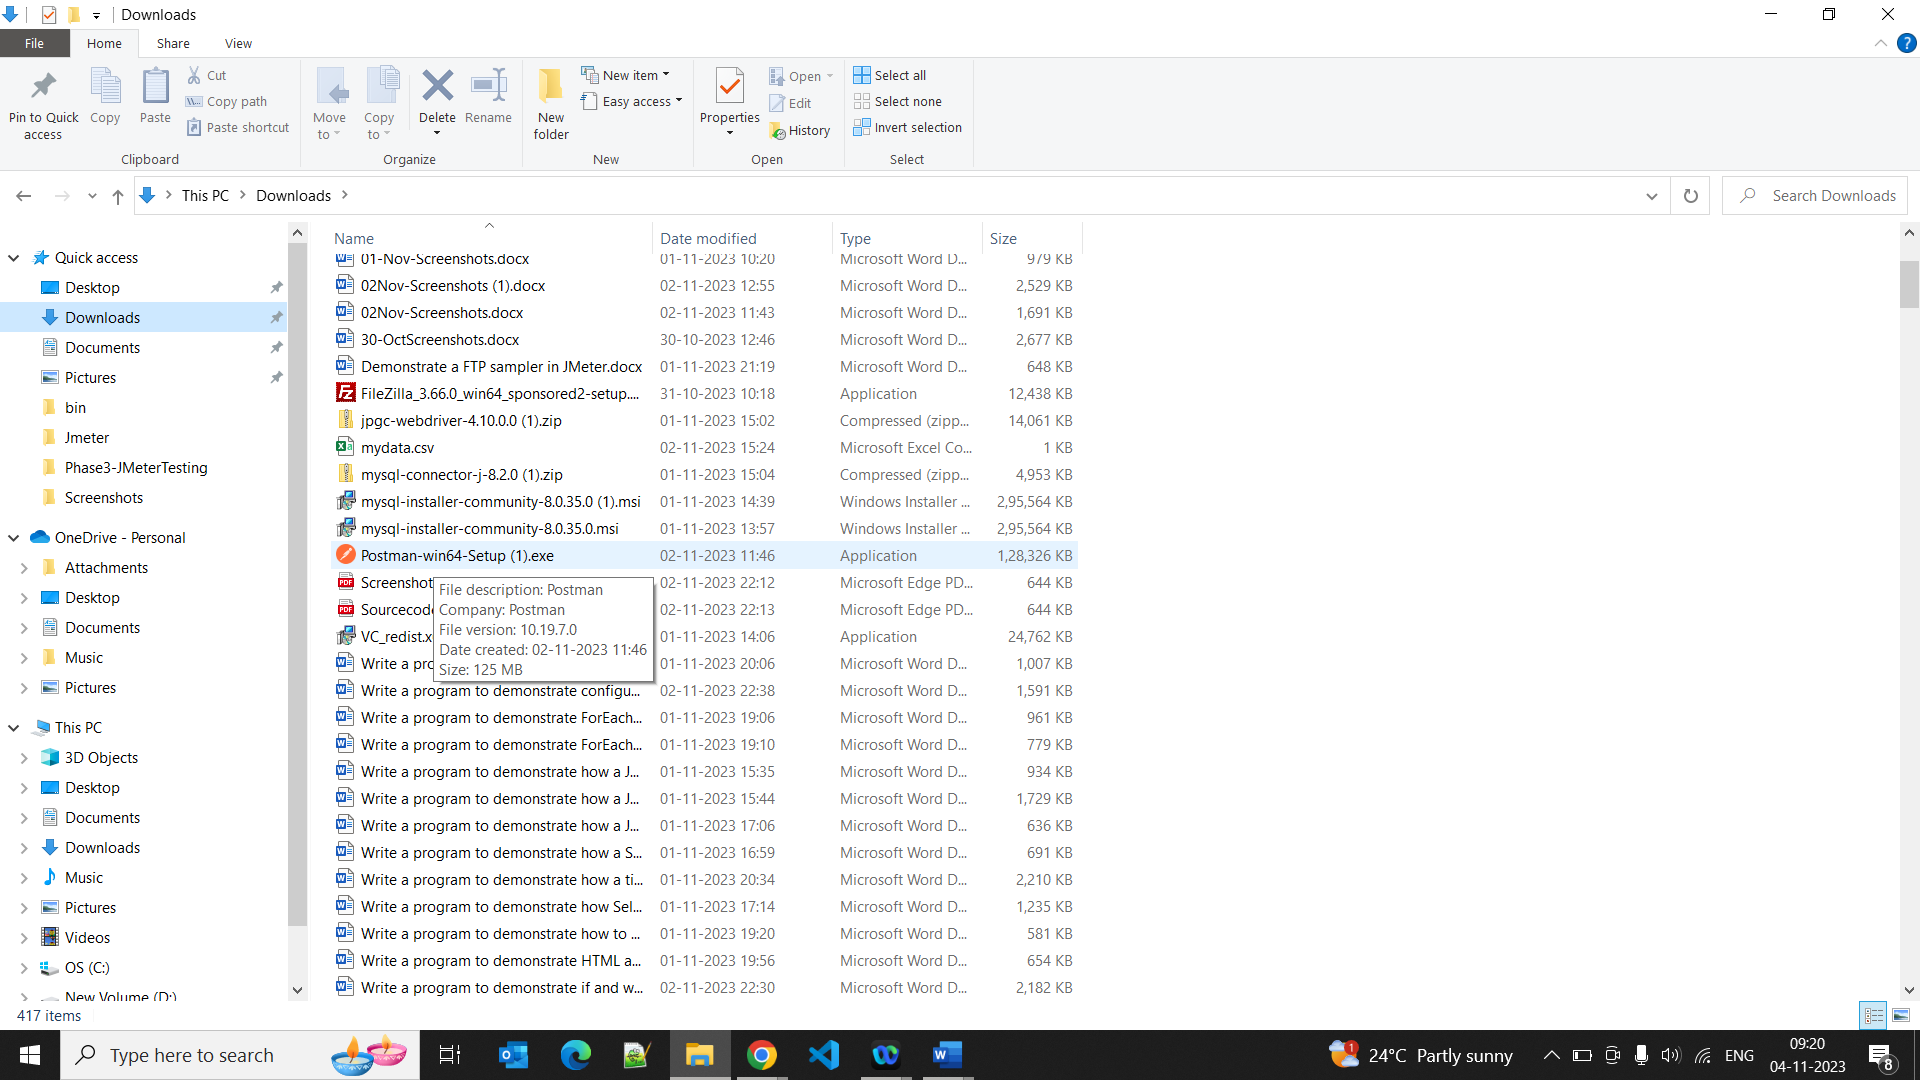 Downloads
File
Home
Share
View
Pin to Quick access
Copy
Paste
Cut
Copy path
Paste shortcut
Clipboard
Move to
Copy to
Delete
Rename
Organize
New folder
New item
Easy access
New
Properties
Open
Edit
History
Open
Select all
Select none
Invert selection
Select
This PC
Downloads
Search Downloads
Quick access
Desktop
Downloads
Documents
Pictures
bin
Jmeter
Phase3-JMeterTesting
Screenshots
OneDrive - Personal
Attachments
Desktop
Documents
Music
Pictures
This PC
3D Objects
Desktop
Documents
Downloads
Music
Pictures
Videos
OS (C:)
New Volume (D:)
Name Date modified Type Size
01-Nov-Screenshots.docx 01-11-2023 10:20 Microsoft Word D... 979 KB
02Nov-Screenshots (1).docx 02-11-2023 12:55 Microsoft Word D... 2,529 KB
02Nov-Screenshots.docx 02-11-2023 11:43 Microsoft Word D... 1,691 KB
30-OctScreenshots.docx 30-10-2023 12:46 Microsoft Word D... 2,677 KB
Demonstrate a FTP sampler in JMeter.docx 01-11-2023 21:19 Microsoft Word D... 648 KB
FileZilla_3.66.0_win64_sponsored2-setup.... 31-10-2023 10:18 Application 12,438 KB
jpgc-webdriver-4.10.0.0 (1).zip 01-11-2023 15:02 Compressed (zipp... 14,061 KB
mydata.csv 02-11-2023 15:24 Microsoft Excel Co... 1 KB
mysql-connector-j-8.2.0 (1).zip 01-11-2023 15:04 Compressed (zipp... 4,953 KB
mysql-installer-community-8.0.35.0 (1).msi 01-11-2023 14:39 Windows Installer ... 2,95,564 KB
mysql-installer-community-8.0.35.0.msi 01-11-2023 13:57 Windows Installer ... 2,95,564 KB
Postman-win64-Setup (1).exe 02-11-2023 11:46 Application 1,28,326 KB
Screenshot 02-11-2023 22:12 Microsoft Edge PD... 644 KB
Sourcecode 02-11-2023 22:13 Microsoft Edge PD... 644 KB
VC_redist.x 01-11-2023 14:06 Application 24,762 KB
Write a pro 01-11-2023 20:06 Microsoft Word D... 1,007 KB
File description: Postman
Company: Postman
File version: 10.19.7.0
Date created: 02-11-2023 11:46
Size: 125 MB
Write a program to demonstrate configu... 02-11-2023 22:38 Microsoft Word D... 1,591 KB
Write a program to demonstrate ForEach... 01-11-2023 19:06 Microsoft Word D... 961 KB
Write a program to demonstrate ForEach... 01-11-2023 19:10 Microsoft Word D... 779 KB
Write a program to demonstrate how a J... 01-11-2023 15:35 Microsoft Word D... 934 KB
Write a program to demonstrate how a J... 01-11-2023 15:44 Microsoft Word D... 1,729 KB
Write a program to demonstrate how a J... 01-11-2023 17:06 Microsoft Word D... 636 KB
Write a program to demonstrate how a S... 01-11-2023 16:59 Microsoft Word D... 691 KB
Write a program to demonstrate how a ti... 01-11-2023 20:34 Microsoft Word D... 2,210 KB
Write a program to demonstrate how Sel... 01-11-2023 17:14 Microsoft Word D... 1,235 KB
Write a program to demonstrate how to ... 01-11-2023 19:20 Microsoft Word D... 581 KB
Write a program to demonstrate HTML a... 01-11-2023 19:56 Microsoft Word D... 654 KB
Write a program to demonstrate if and w... 02-11-2023 22:30 Microsoft Word D... 2,182 KB
417 items
Type here to search
1
24°C Partly sunny
ENG
09:20
04-11-2023
8